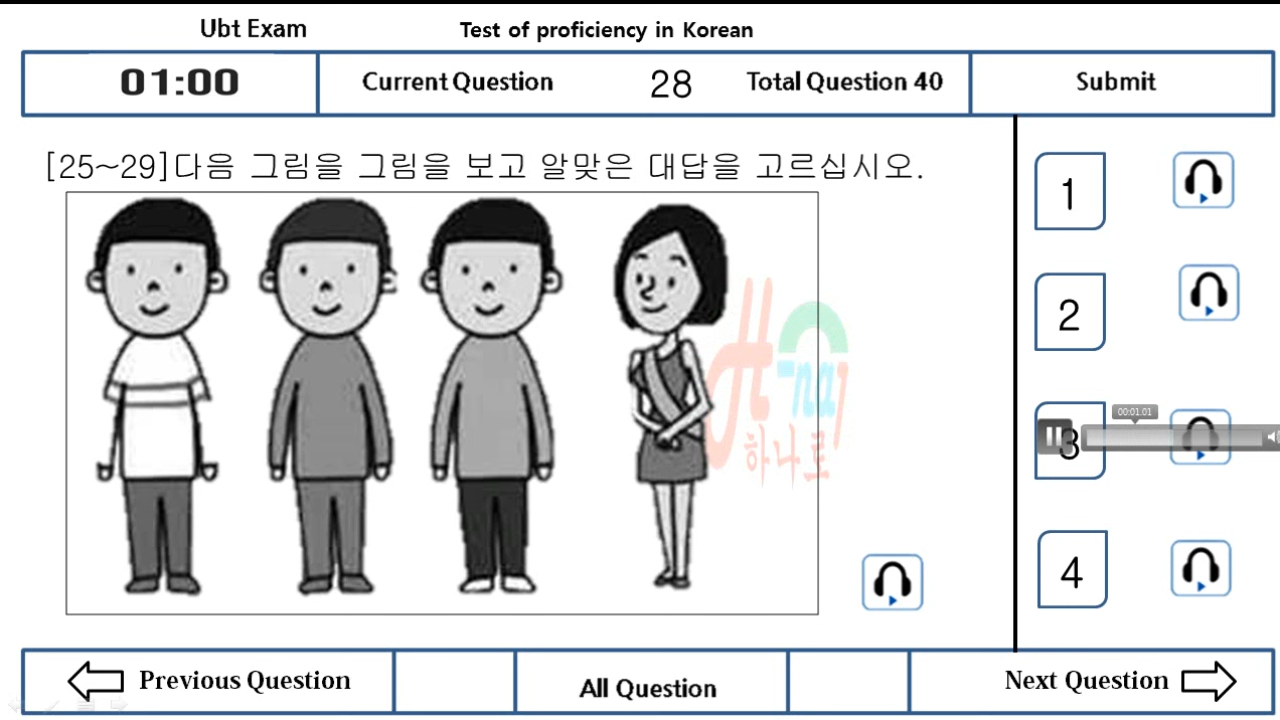 Ubt Exam
Test of proficiency in Korean
01:00
Current Question 28 Total Question 40
Submit
[25~29]다음 그림을 그림을 보고 알맞은 대답을 고르십시오.
1
2
00:01.01
3
4
H-na
하나로
Previous Question
All Question
Next Question